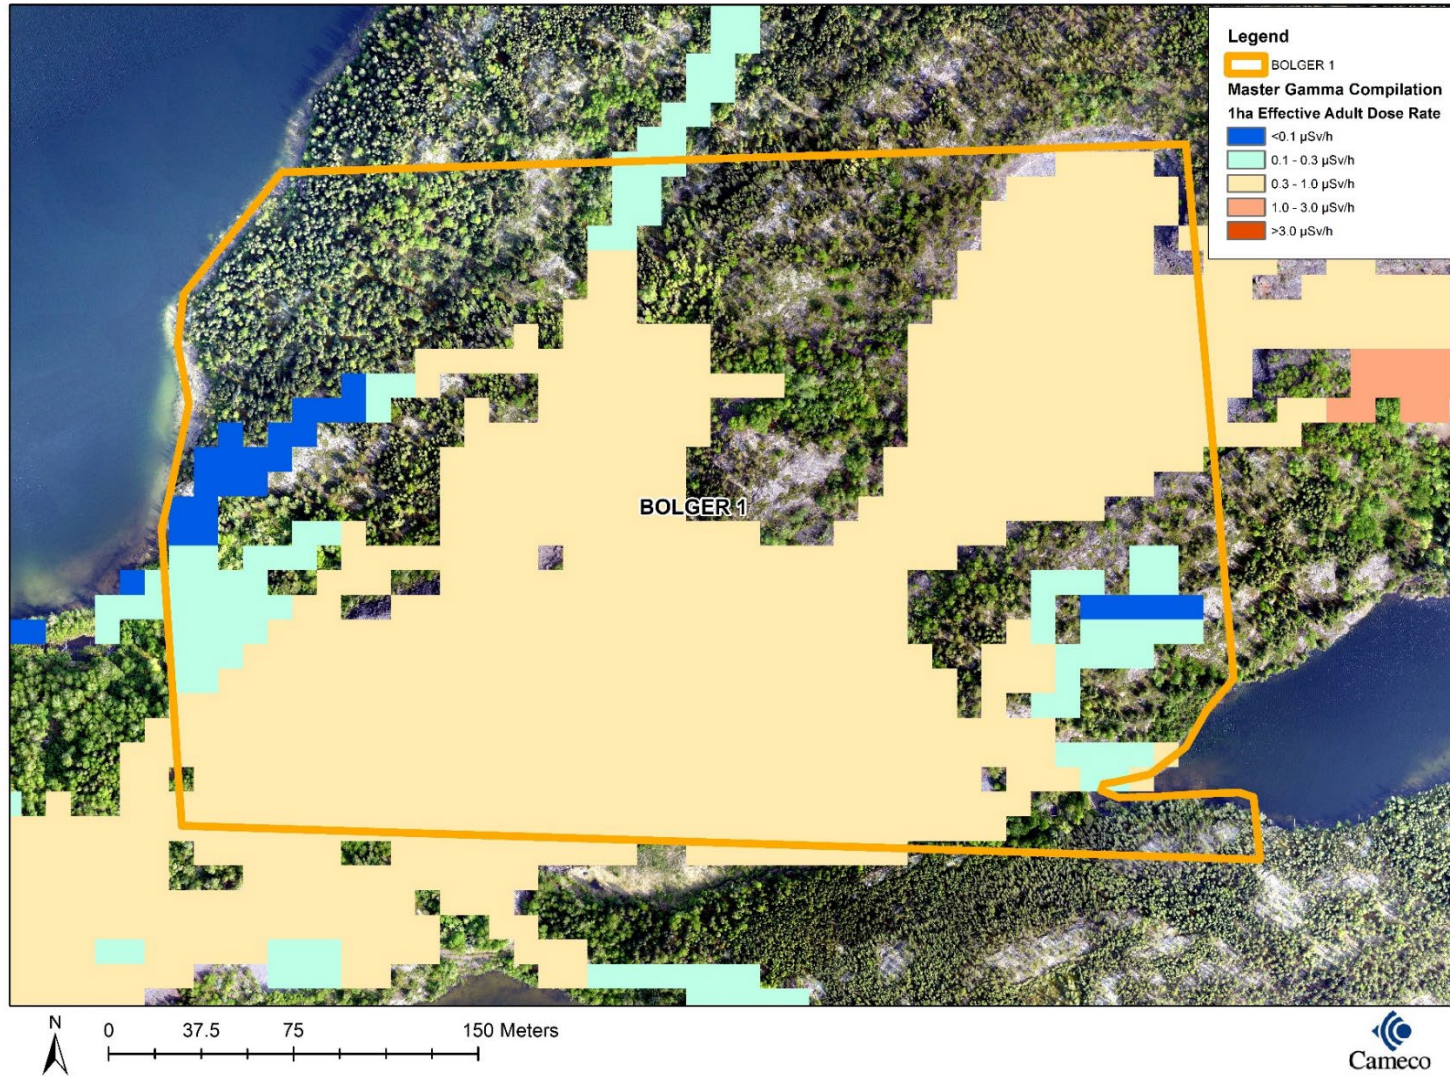 Legend
BOLGER 1
Master Gamma Compilation
1ha Effective Adult Dose Rate
<0.1 µSv/h
0.1 - 0.3 µSv/h
0.3 - 1.0 µSv/h
1.0 - 3.0 µSv/h
>3.0 µSv/h
BOLGER 1
N
0 37.5 75 150 Meters
Cameco